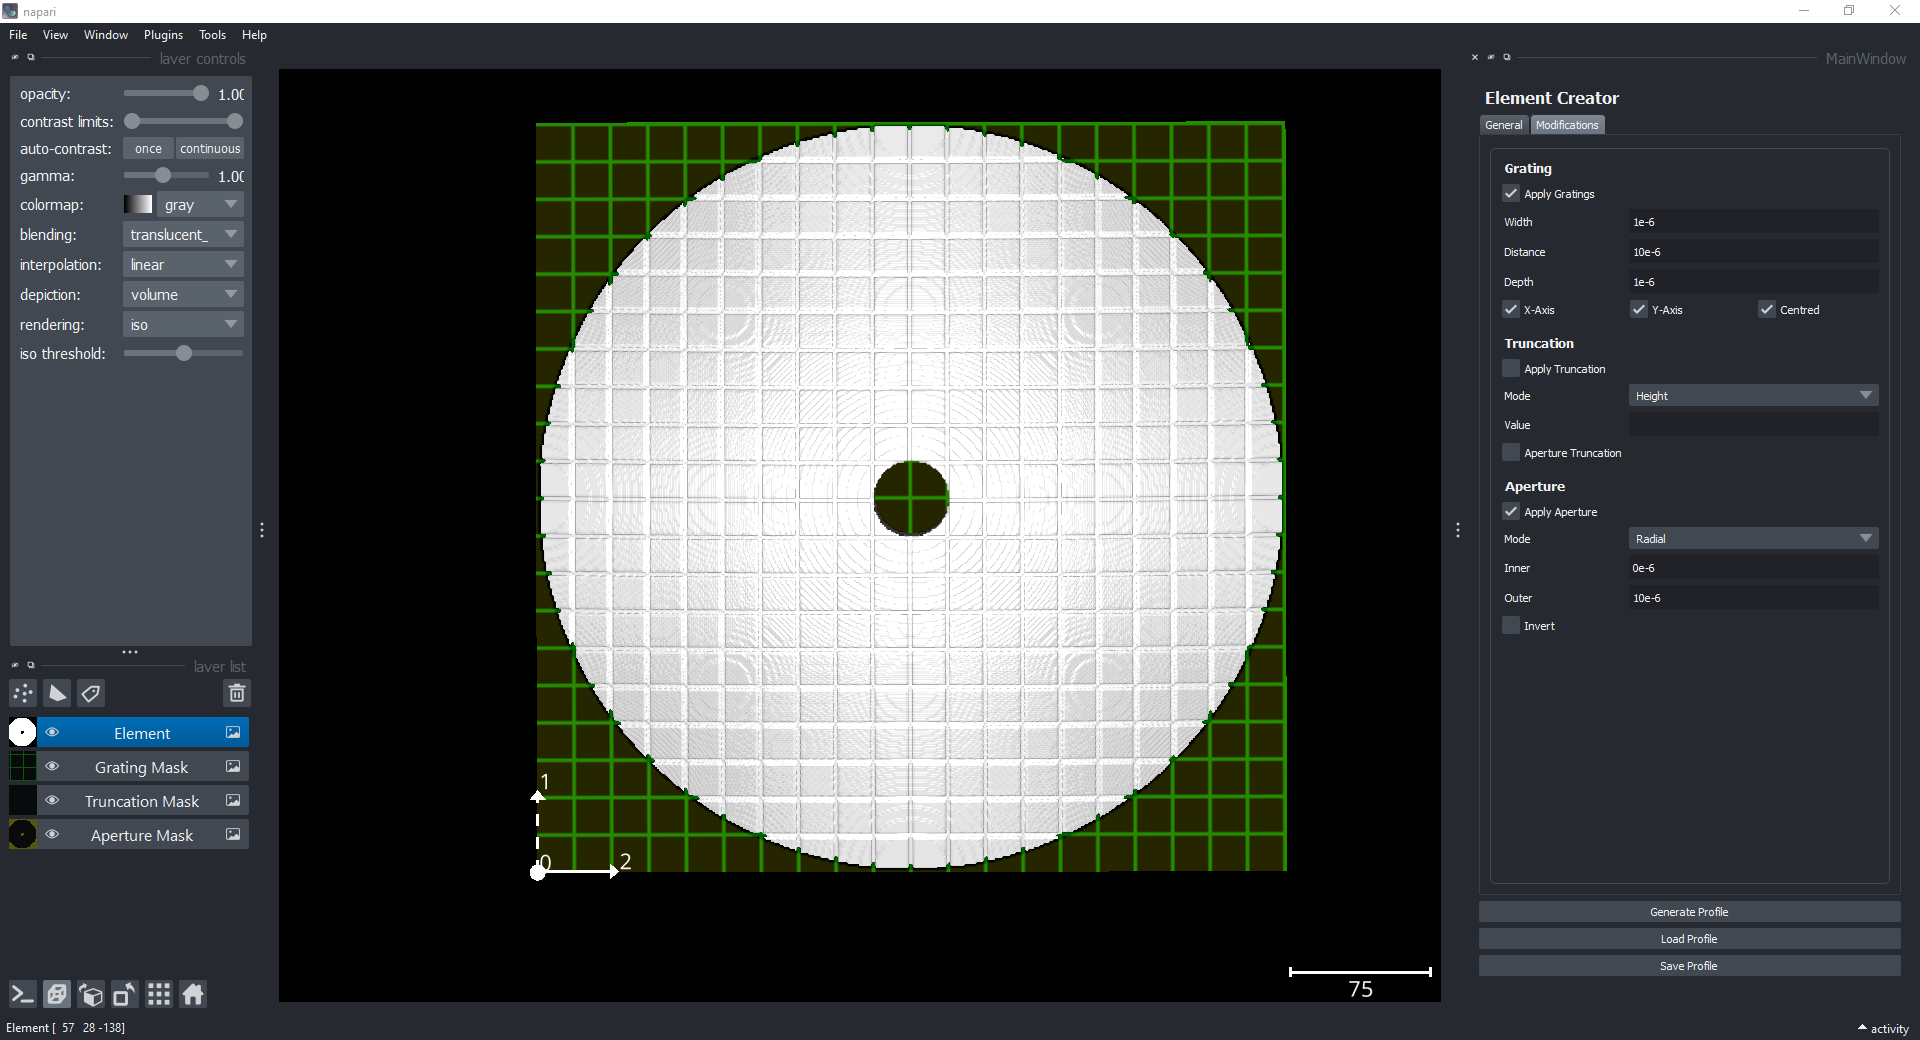 napari
File View Window Plugins Tools Help
layer controls
opacity: 1.00
contrast limits:
auto-contrast: once continuous
gamma: 1.00
colormap: gray
blending: translucent_
interpolation: linear
depiction: volume
rendering: iso
iso threshold:
layer list
Element
Grating Mask
Truncation Mask
Aperture Mask
Element [ 57 28 -138]
1
0
2
75
MainWindow
Element Creator
General Modifications
Grating
Apply Gratings
Width 1e-6
Distance 10e-6
Depth 1e-6
X-Axis Y-Axis Centred
Truncation
Apply Truncation
Mode Height
Value
Aperture Truncation
Aperture
Apply Aperture
Mode Radial
Inner 0e-6
Outer 10e-6
Invert
Generate Profile
Load Profile
Save Profile
activity